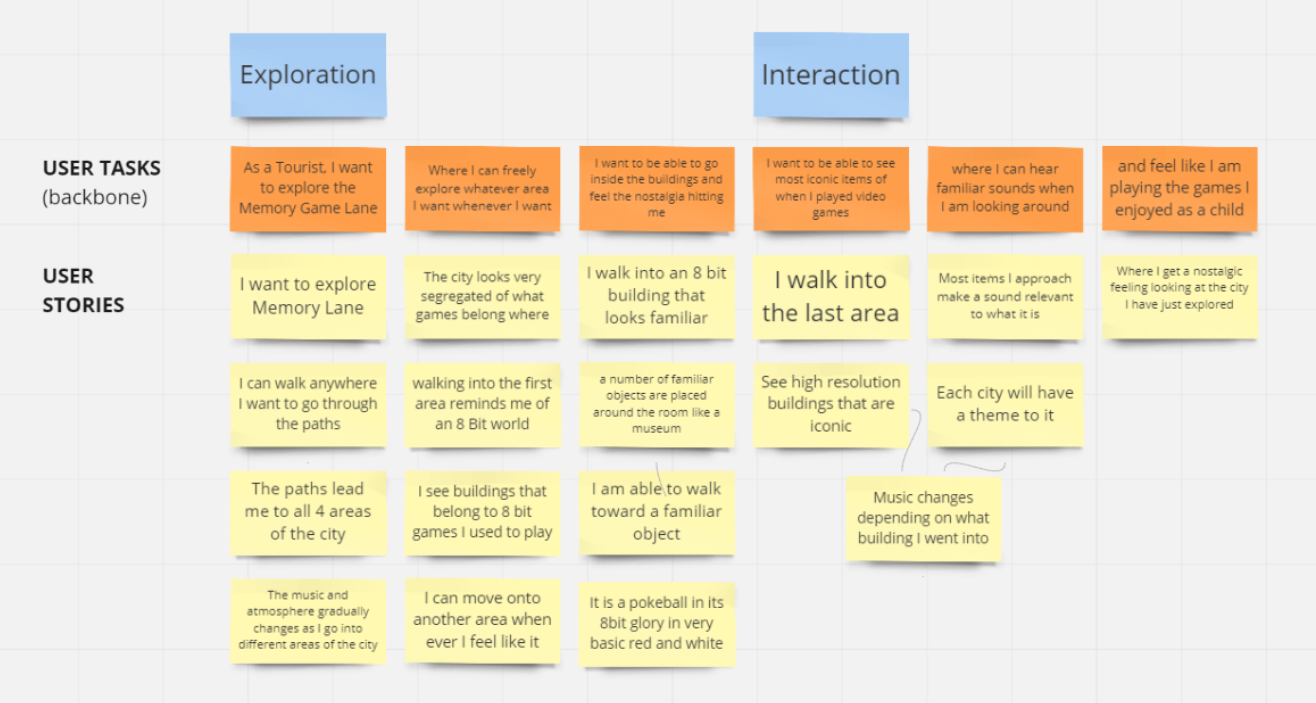 Exploration
Interaction
USER TASKS
(backbone)
As a Tourist, I want
to explore the
Memory Game Lane
Where I can freely
explore whatever area
I want whenever I want
I want to be able to go
inside the buildings and
feel the nostalgia hitting
me
I want to be able to see
most iconic items of
when I played video
games
where I can hear
familiar sounds when
I am looking around
and feel like I am
playing the games I
enjoyed as a child
USER
STORIES
I want to explore
Memory Lane
The city looks very
segregated of what
games belong where
I walk into an 8 bit
building that
looks familiar
I walk into
the last area
Most items I approach
make a sound relevant
to what it is
Where I get a nostalgic
feeling looking at the city
I have just explored
I can walk anywhere
I want to go through
the paths
walking into the first
area reminds me of
an 8 Bit world
a number of familiar
objects are placed
around the room like a
museum
See high resolution
buildings that are
iconic
Each city will have
a theme to it
The paths lead
me to all 4 areas
of the city
I see buildings that
belong to 8 bit
games I used to play
I am able to walk
toward a familiar
object
Music changes
depending on what
building I went into
The music and
atmosphere gradually
changes as I go into
different areas of the city
I can move onto
another area when
ever I feel like it
It is a pokeball in its
8bit glory in very
basic red and white